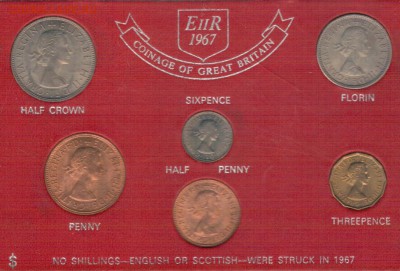 EIIR
1967
COINAGE OF GREAT BRITAIN
HALF CROWN
SIXPENCE
FLORIN
HALF PENNY
PENNY
THREEPENCE
$
NO SHILLINGS—ENGLISH OR SCOTTISH—WERE STRUCK IN 1967